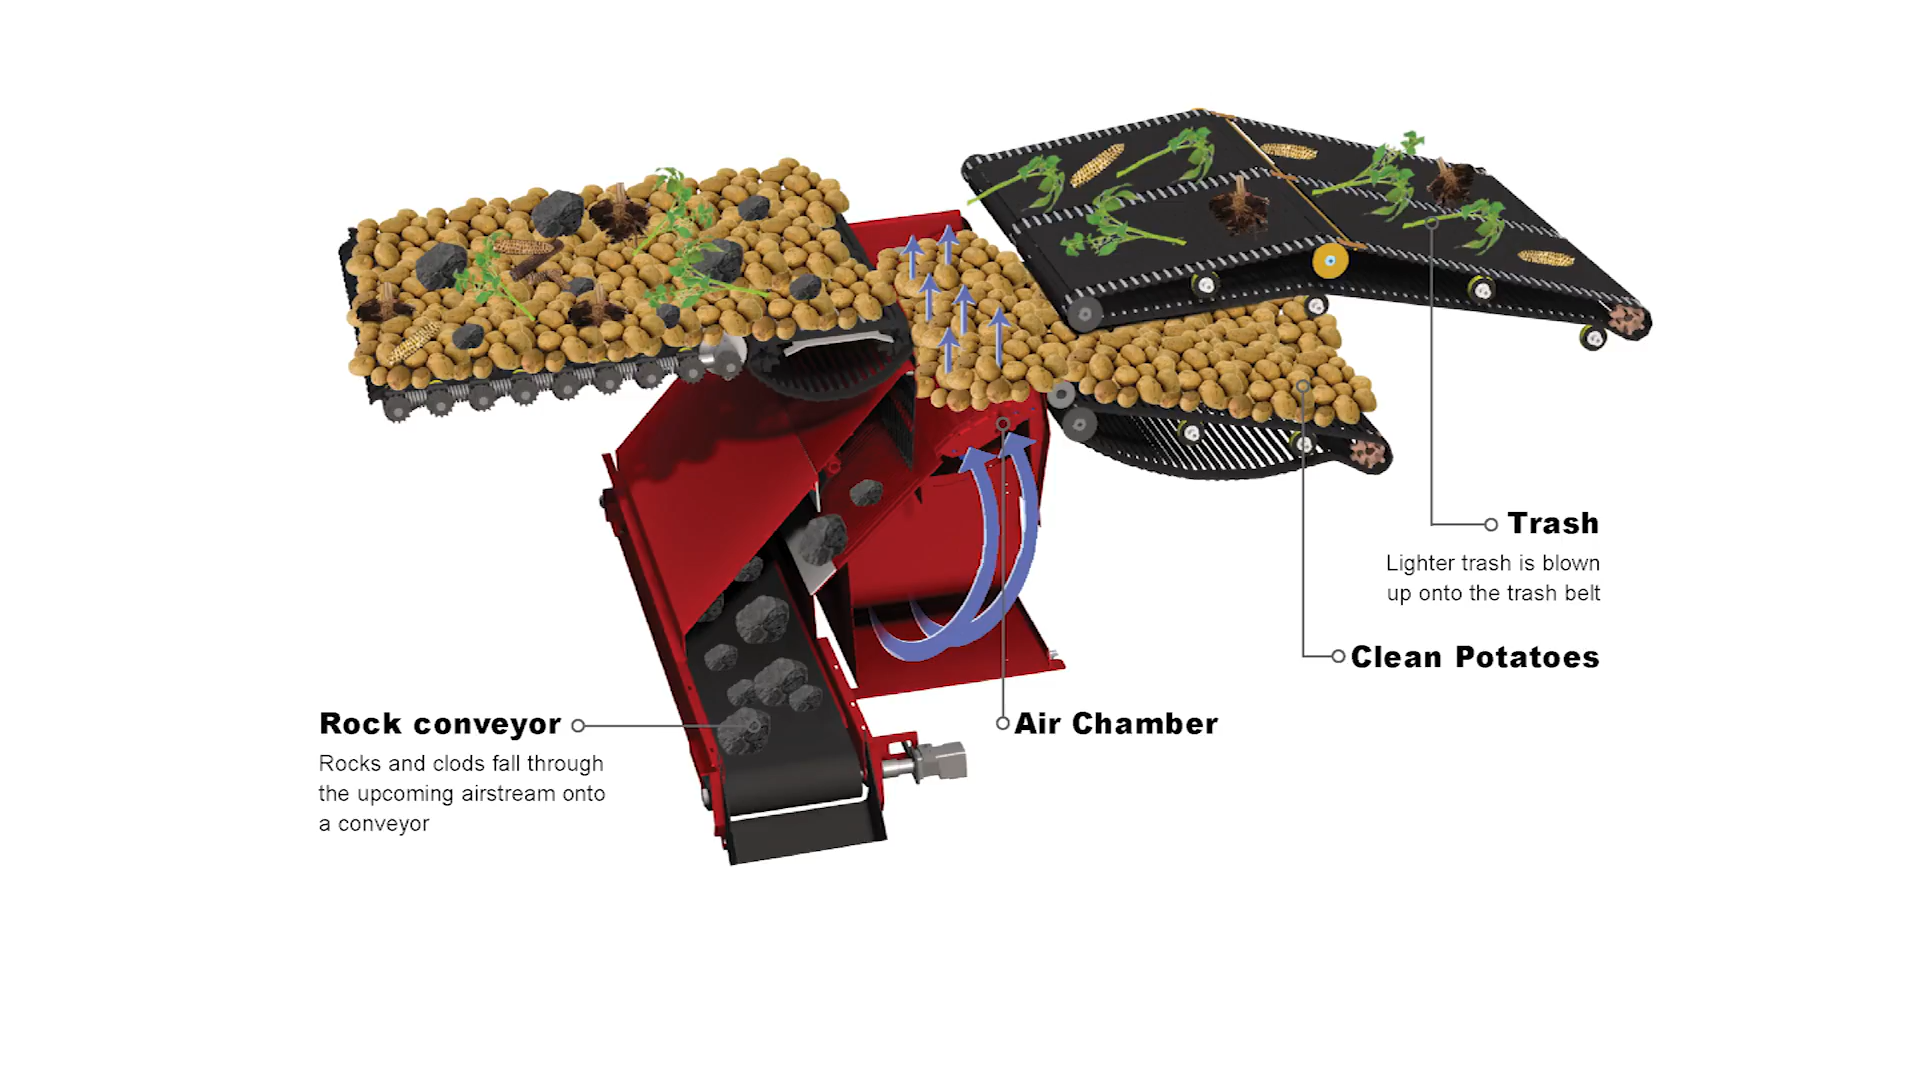 Trash
Lighter trash is blown
up onto the trash belt
Clean Potatoes
Air Chamber
Rock conveyor
Rocks and clods fall through
the upcoming airstream onto
a conveyor